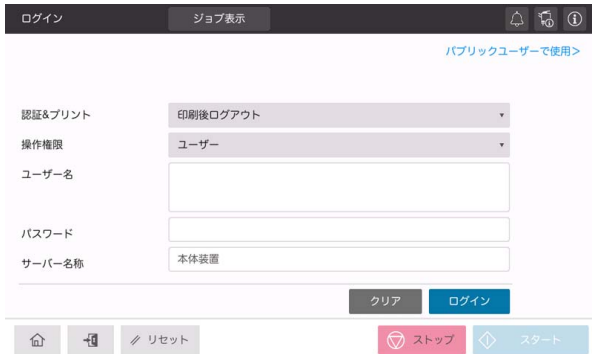 ログイン ジョブ表示
パブリックユーザーで使用>
認証&プリント 印刷後ログアウト
操作権限 ユーザー
ユーザー名
パスワード
サーバー名称 本体装置
クリア ログイン
リセット ストップ スタート